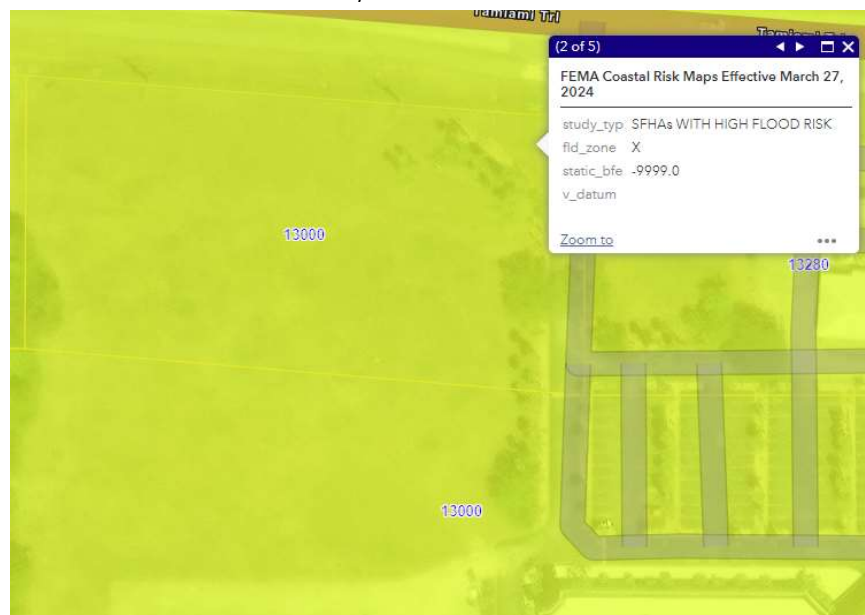 Tamiami Trl
(2 of 5)
FEMA Coastal Risk Maps Effective March 27,
2024
study_typ SFHAs WITH HIGH FLOOD RISK
fld_zone X
static_bfe -9999.0
v_datum
Zoom to
13000
13280
13000